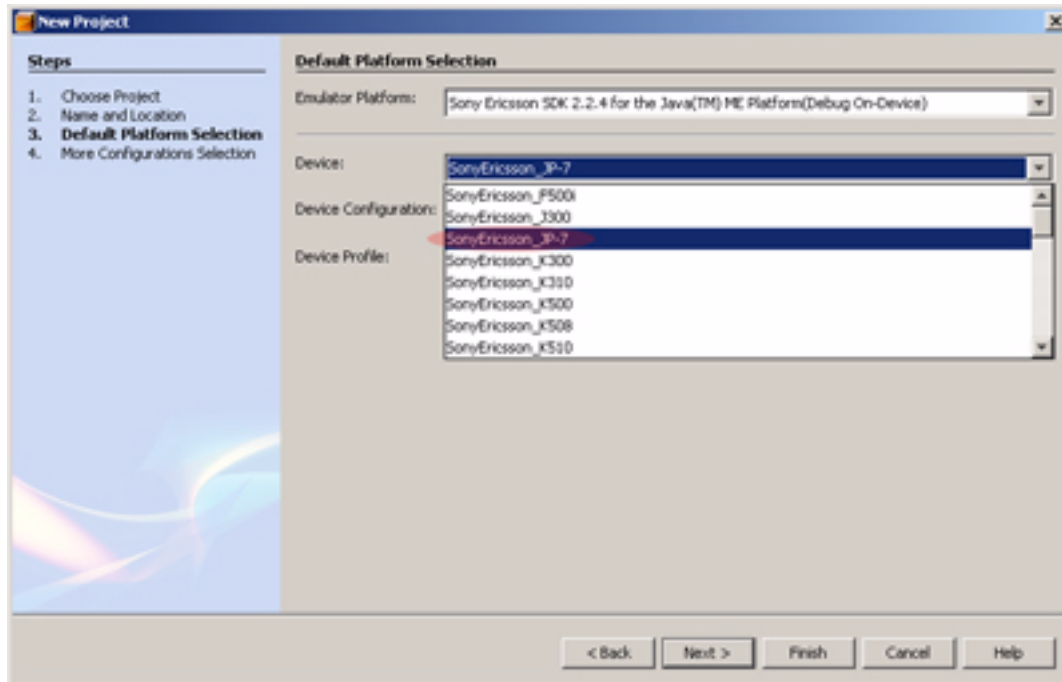 New Project
Steps
1. Choose Project
2. Name and Location
3. Default Platform Selection
4. More Configurations Selection
Default Platform Selection
Emulator Platform: Sony Ericsson SDK 2.2.4 for the Java(TM) ME Platform(Debug On-Device)
Device: SonyEricsson_JP-7
SonyEricsson_F500i
Device Configuration: SonyEricsson_J300
SonyEricsson_JP-7
Device Profile: SonyEricsson_K300
SonyEricsson_K310
SonyEricsson_K500
SonyEricsson_K508
SonyEricsson_K510
< Back Next > Finish Cancel Help